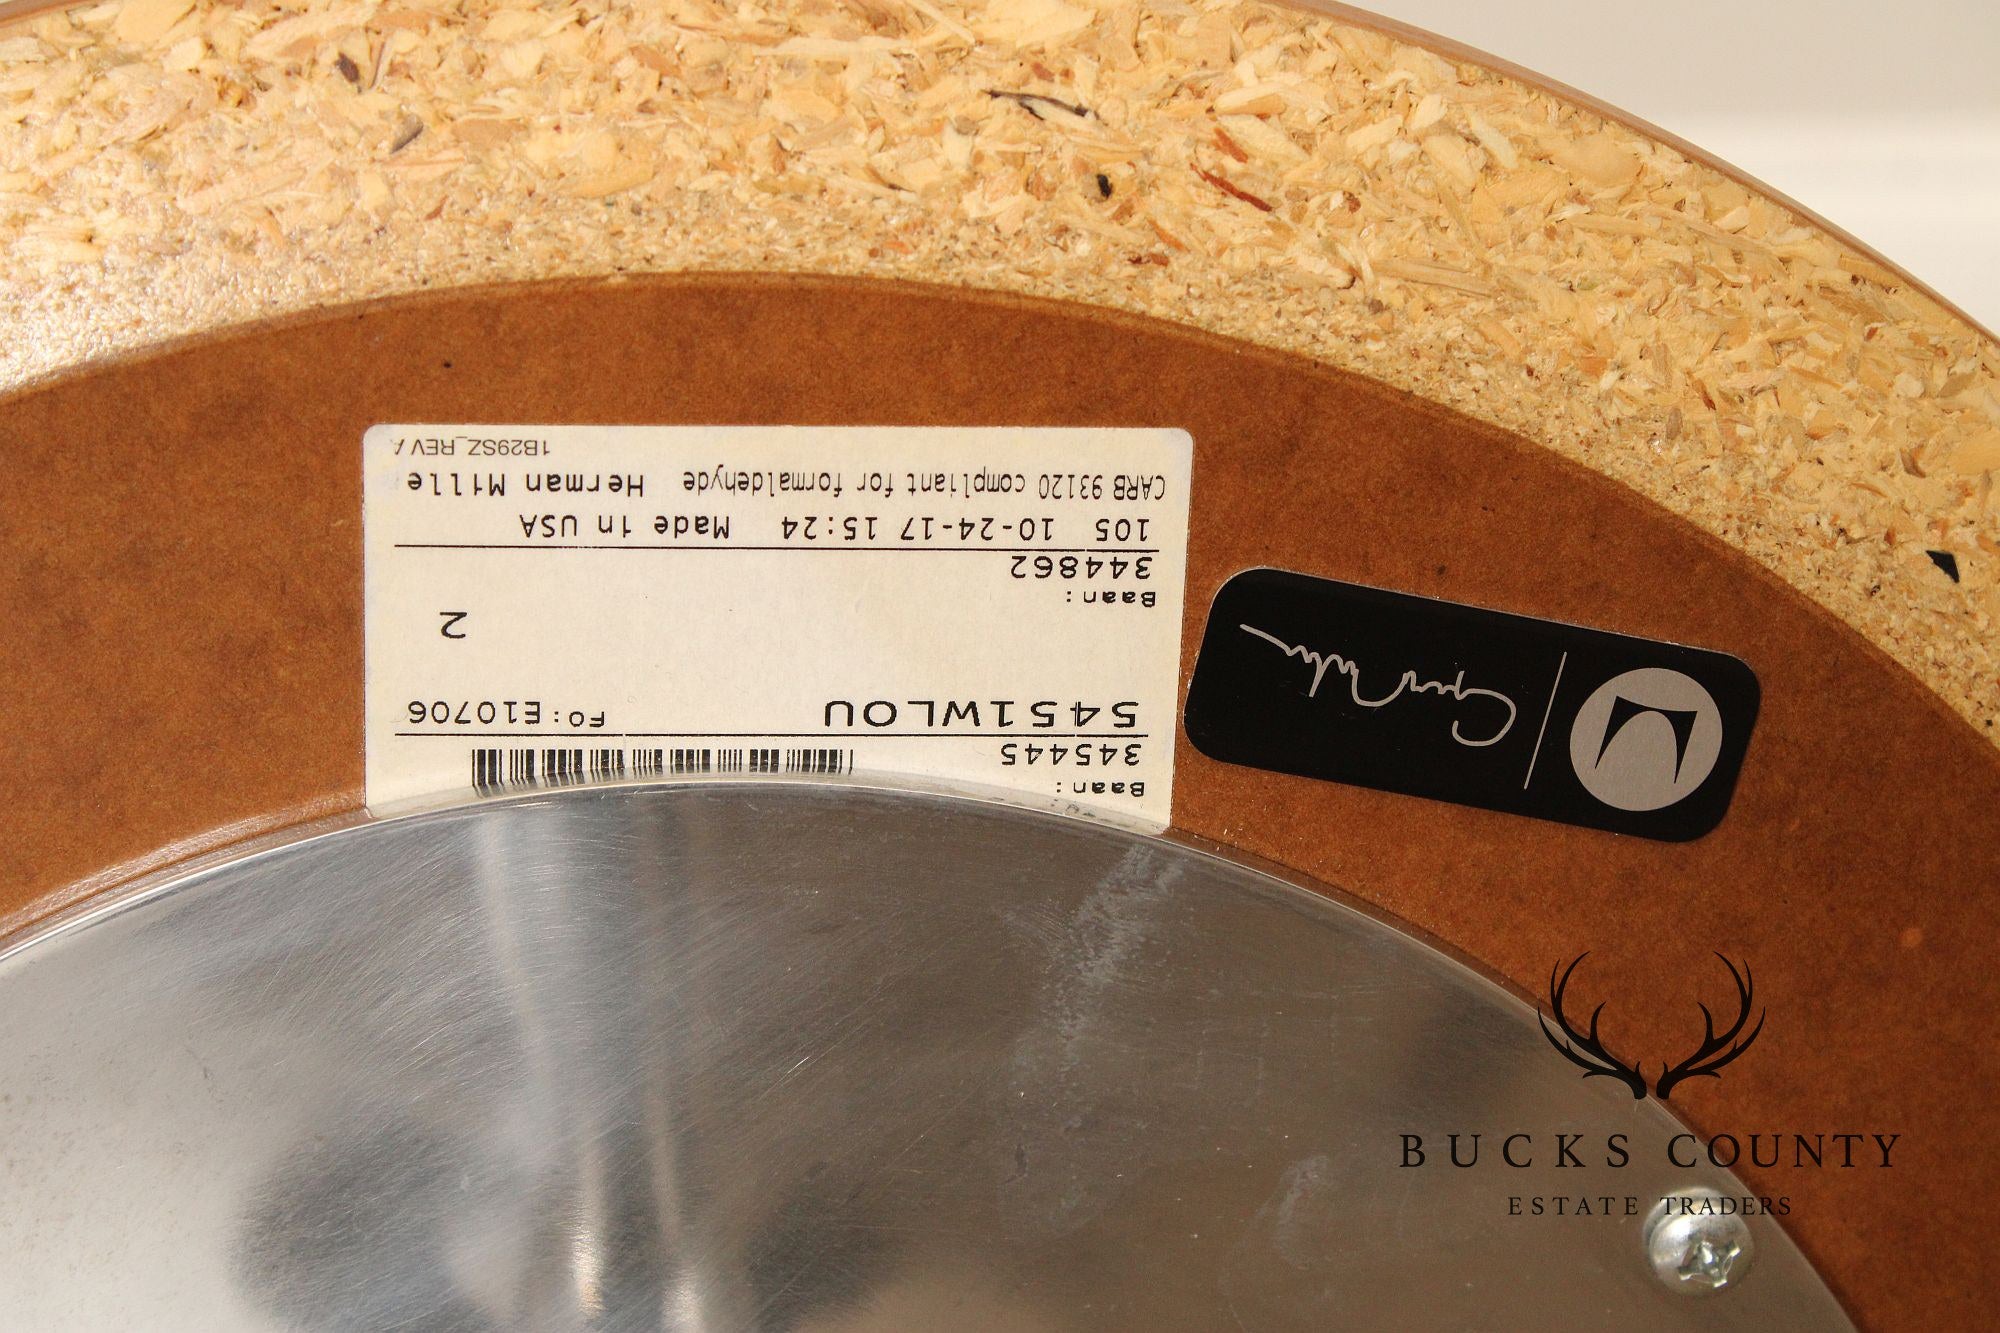 Baan:
345445
5451WLOU FO:E10706
2
Baan:
344862
105 10-24-17 15:24 Made in USA
CARB 93120 compliant for formaldehyde Herman Mille
1B29SZ_REV A
BUCKS COUNTY
ESTATE TRADERS